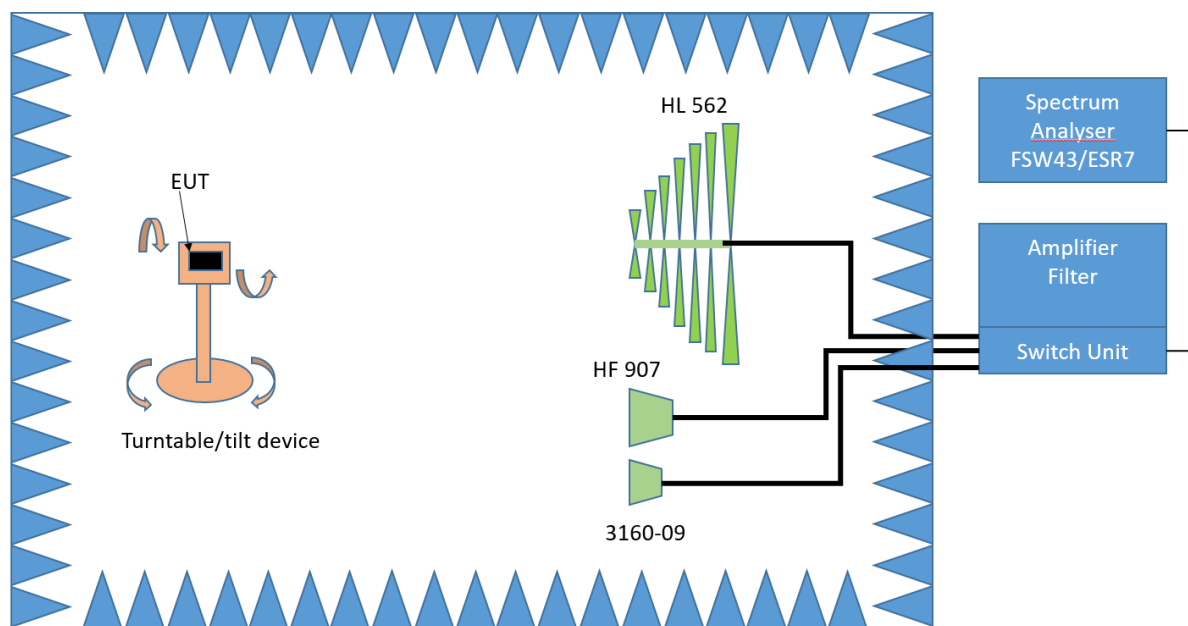 HL 562
Spectrum
Analyser
FSW43/ESR7
EUT
Amplifier
Filter
Switch Unit
HF 907
Turntable/tilt device
3160-09